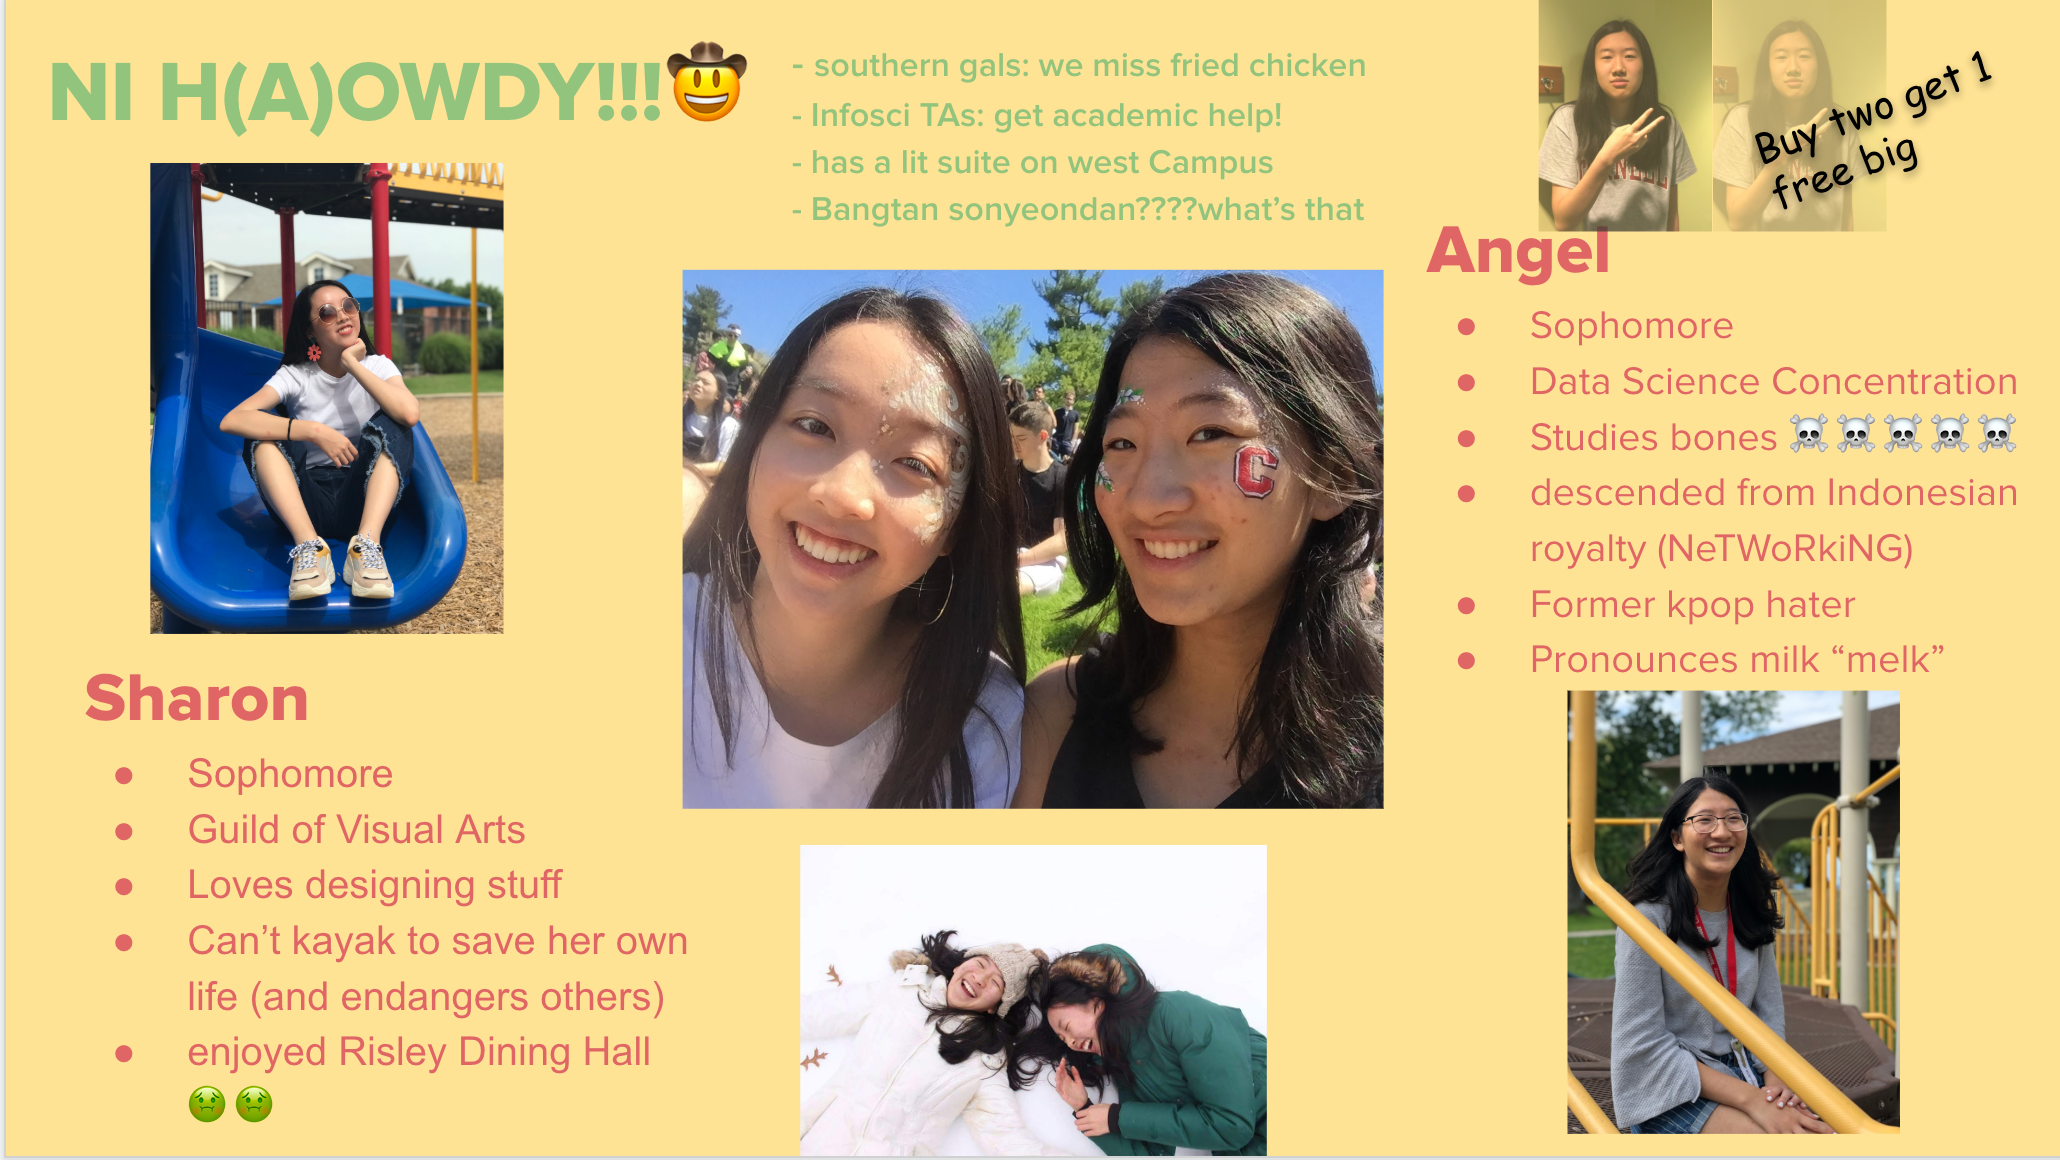 NI H(A)OWDY!!!🤠
- southern gals: we miss fried chicken
- Infosci TAs: get academic help!
- has a lit suite on west Campus
- Bangtan sonyeondan????what's that
Buy two get 1
free big
Angel
● Sophomore
● Data Science Concentration
● Studies bones ☠️☠️☠️☠️☠️
● descended from Indonesian
royalty (NeTWoRkiNG)
● Former kpop hater
● Pronounces milk “melk”
C
Sharon
● Sophomore
● Guild of Visual Arts
● Loves designing stuff
● Can’t kayak to save her own
life (and endangers others)
● enjoyed Risley Dining Hall
🤢🤢